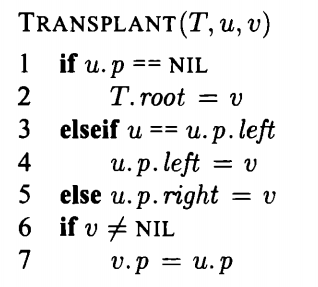 TRANSPLANT(T, u, v)
1 if u.p == NIL
2 T.root = v
3 elseif u == u.p.left
4 u.p.left = v
5 else u.p.right = v
6 if v ≠ NIL
7 v.p = u.p